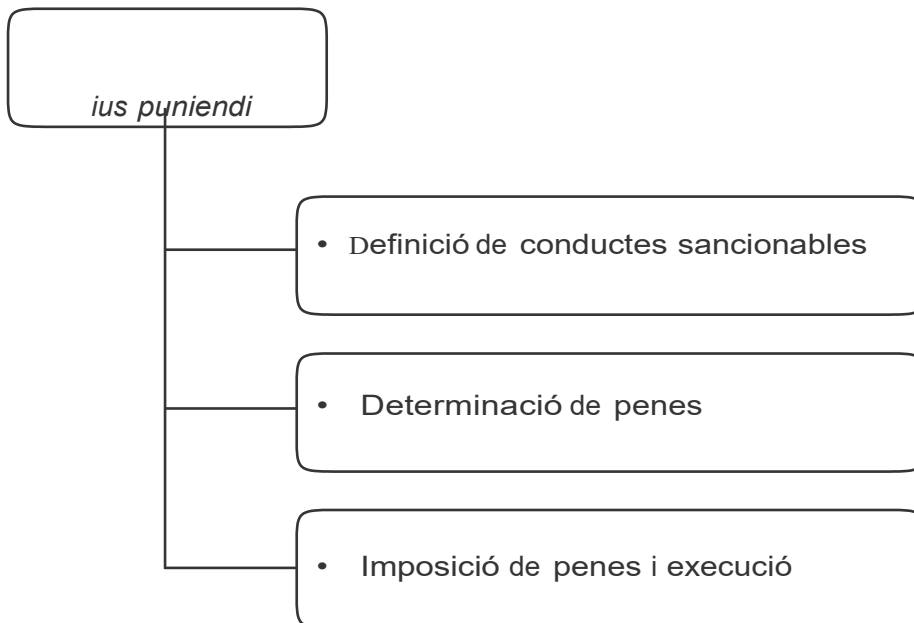 ius puniendi
• Definició de conductes sancionables
• Determinació de penes
• Imposició de penes i execució